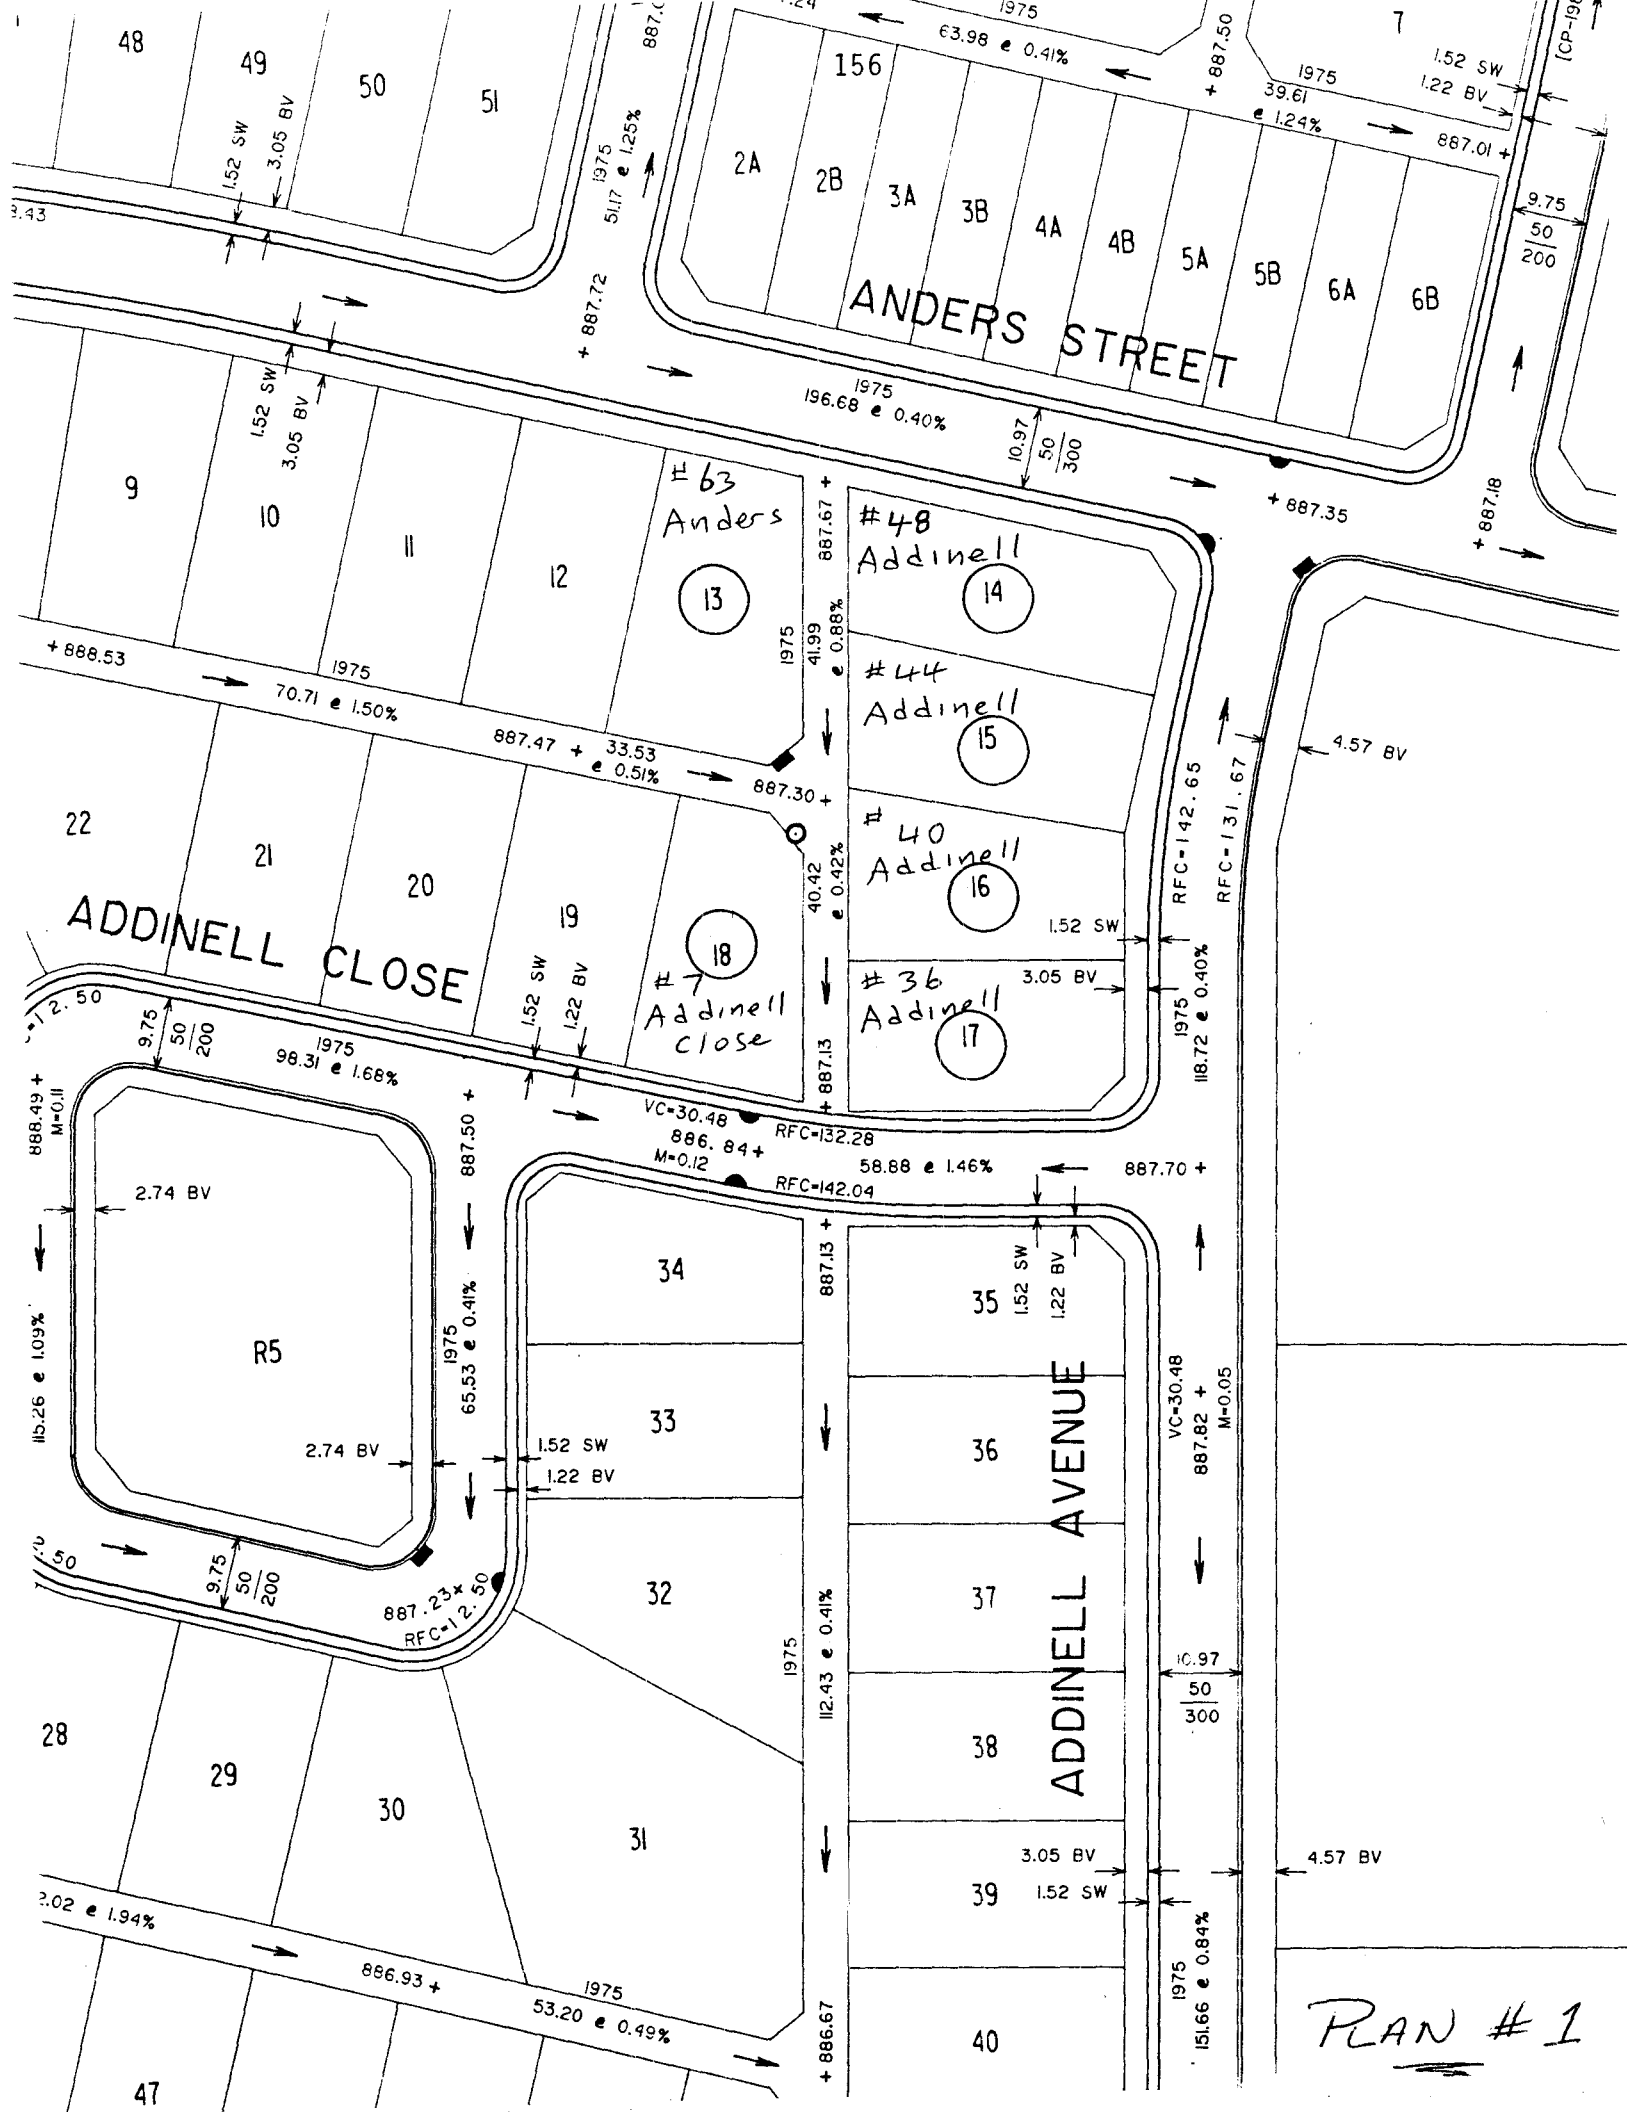 48
49
50
51
1.52 SW
3.05 BV
1975
51.17 e 1.25%
156
1975
63.98 e 0.41%
+ 887.50
7
1.52 SW
1.22 BV
1975
39.61
e 1.24%
887.01 +
2A
2B
3A
3B
4A
4B
5A
5B
6A
6B
9.75
50
200
+ 887.72
ANDERS STREET
1975
196.68 e 0.40%
10.97
50
300
+ 887.35
+ 887.18
1.52 SW
3.05 BV
9
10
11
12
# 63
Anders
13
+
887.67
1975
41.99
e 0.88%
#48
Addinell
14
#44
Addinell
15
#
40
Addinell
16
1.52 SW
3.05 BV
# 36
Addinell
17
RFC=142.65
RFC=131.67
4.57 BV
1975
118.72 e 0.40%
+ 888.53
1975
70.71 e 1.50%
887.47 +
33.53
e 0.51%
887.30 +
40.42
e 0.42%
22
21
20
19
18
# 7
Addinell
close
ADDINELL CLOSE
1.52 SW
1.22 BV
9.75
50
200
1975
98.31 e 1.68%
+ 887.13
VC=30.48
886.84+
M=0.12
RFC=132.28
58.88 e 1.46%
887.70 +
RFC=142.04
888.49 +
M=0.11
887.50 +
2.74 BV
115.26 e 1.09%
R5
1975
65.53 e 0.41%
2.74 BV
1.52 SW
1.22 BV
887.13 +
34
33
32
31
35
1.52 SW
1.22 BV
36
37
38
39
40
ADDINELL AVENUE
VC=30.48
887.82 +
M=0.05
9.75
50
200
887.23x
RFC=12.50
1975
112.43 e 0.41%
10.97
50
300
28
29
30
3.05 BV
1.52 SW
4.57 BV
e 1.94%
886.93 +
1975
53.20 e 0.49%
+ 886.67
1975
151.66 e 0.84%
47
PLAN # 1